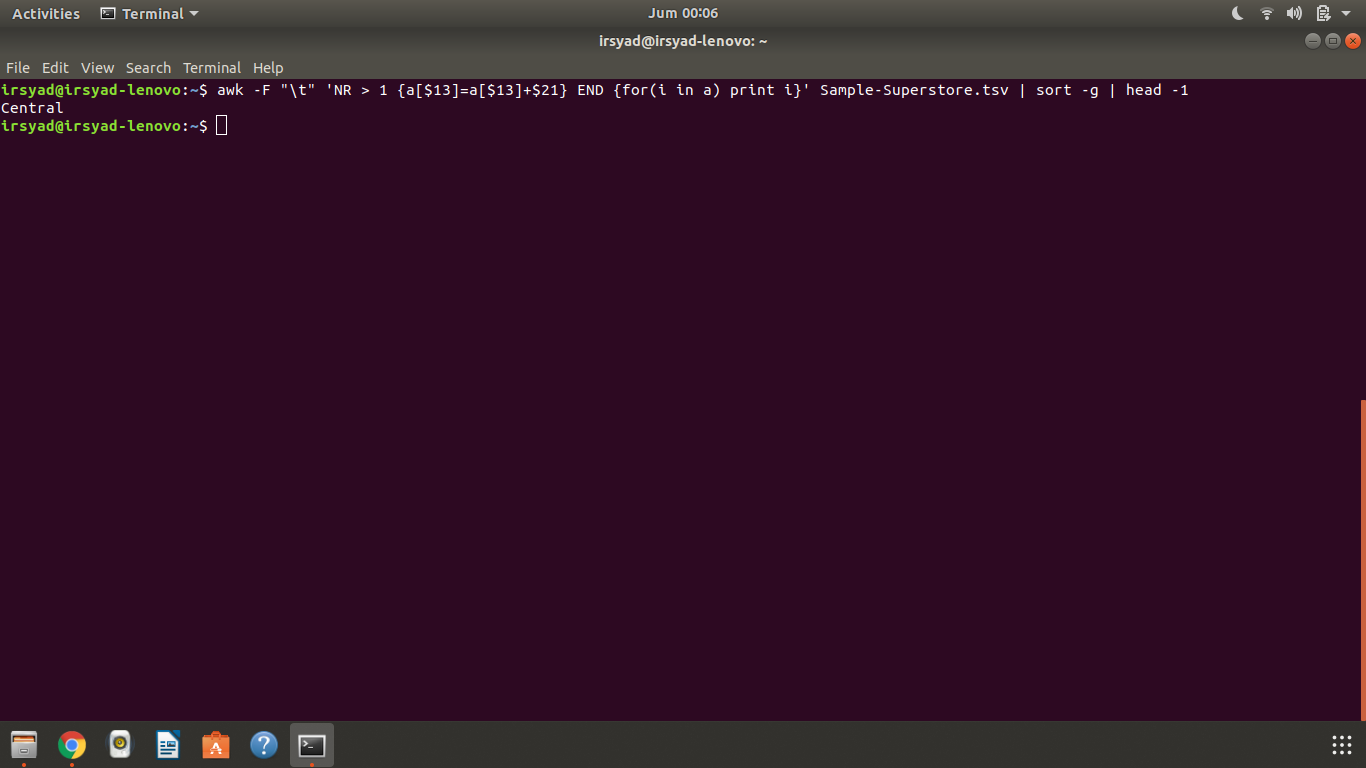 Activities Terminal Jum 00:06
irsyad@irsyad-lenovo: ~
File Edit View Search Terminal Help
irsyad@irsyad-lenovo:~$ awk -F "\t" 'NR > 1 {a[$13]=a[$13]+$21} END {for(i in a) print i}' Sample-Superstore.tsv | sort -g | head -1
Central
irsyad@irsyad-lenovo:~$